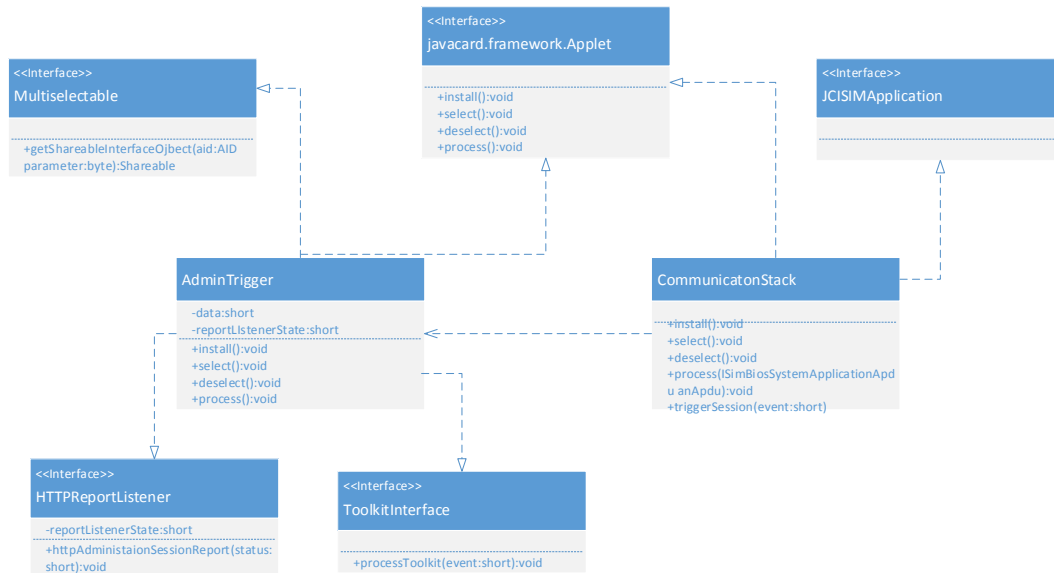 <<Interface>>
javacard.framework.Applet
+install():void
+select():void
+deselect():void
+process():void
<<Interface>>
Multiselectable
+getShareableInterfaceOjbect(aid:AID
parameter:byte):Shareable
<<Interface>>
JCISIMApplication
AdminTrigger
-data:short
-reportLIstenerState:short
+install():void
+select():void
+deselect():void
+process():void
CommunicatonStack
+install():void
+select():void
+deselect():void
+process(ISimBiosSystemApplicationApd
u anApdu):void
+triggerSession(event:short)
<<Interface>>
HTTPReportListener
-reportListenerState:short
+httpAdministaionSessionReport(status:
short):void
<<Interface>>
ToolkitInterface
+processToolkit(event:short):void